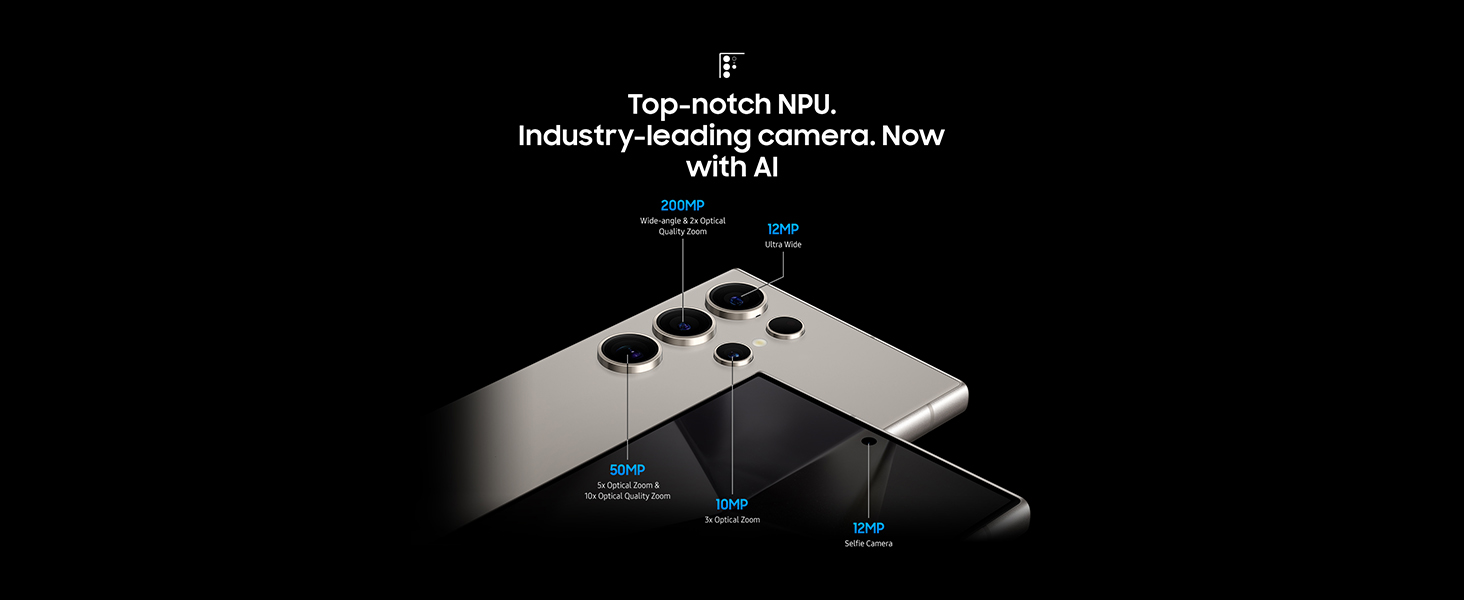 Top-notch NPU.
Industry-leading camera. Now
with AI
200MP
Wide-angle & 2x Optical
Quality Zoom
12MP
Ultra Wide
50MP
5x Optical Zoom &
10x Optical Quality Zoom
10MP
3x Optical Zoom
12MP
Selfie Camera